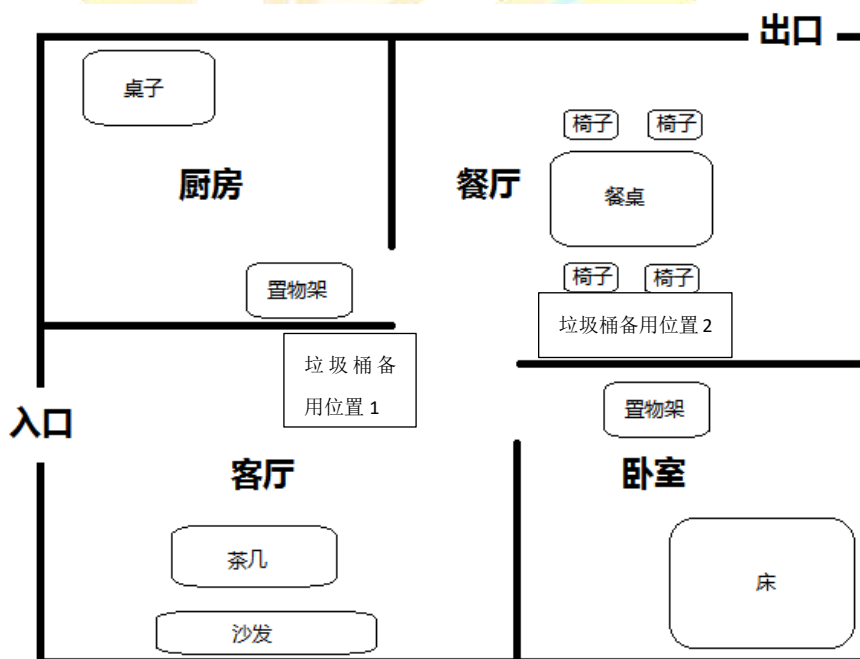 出口
桌子
椅子 椅子
厨房
餐厅
餐桌
椅子 椅子
置物架
垃圾桶备用位置 2
垃圾桶备
用位置 1
置物架
入口
客厅
卧室
茶几
床
沙发